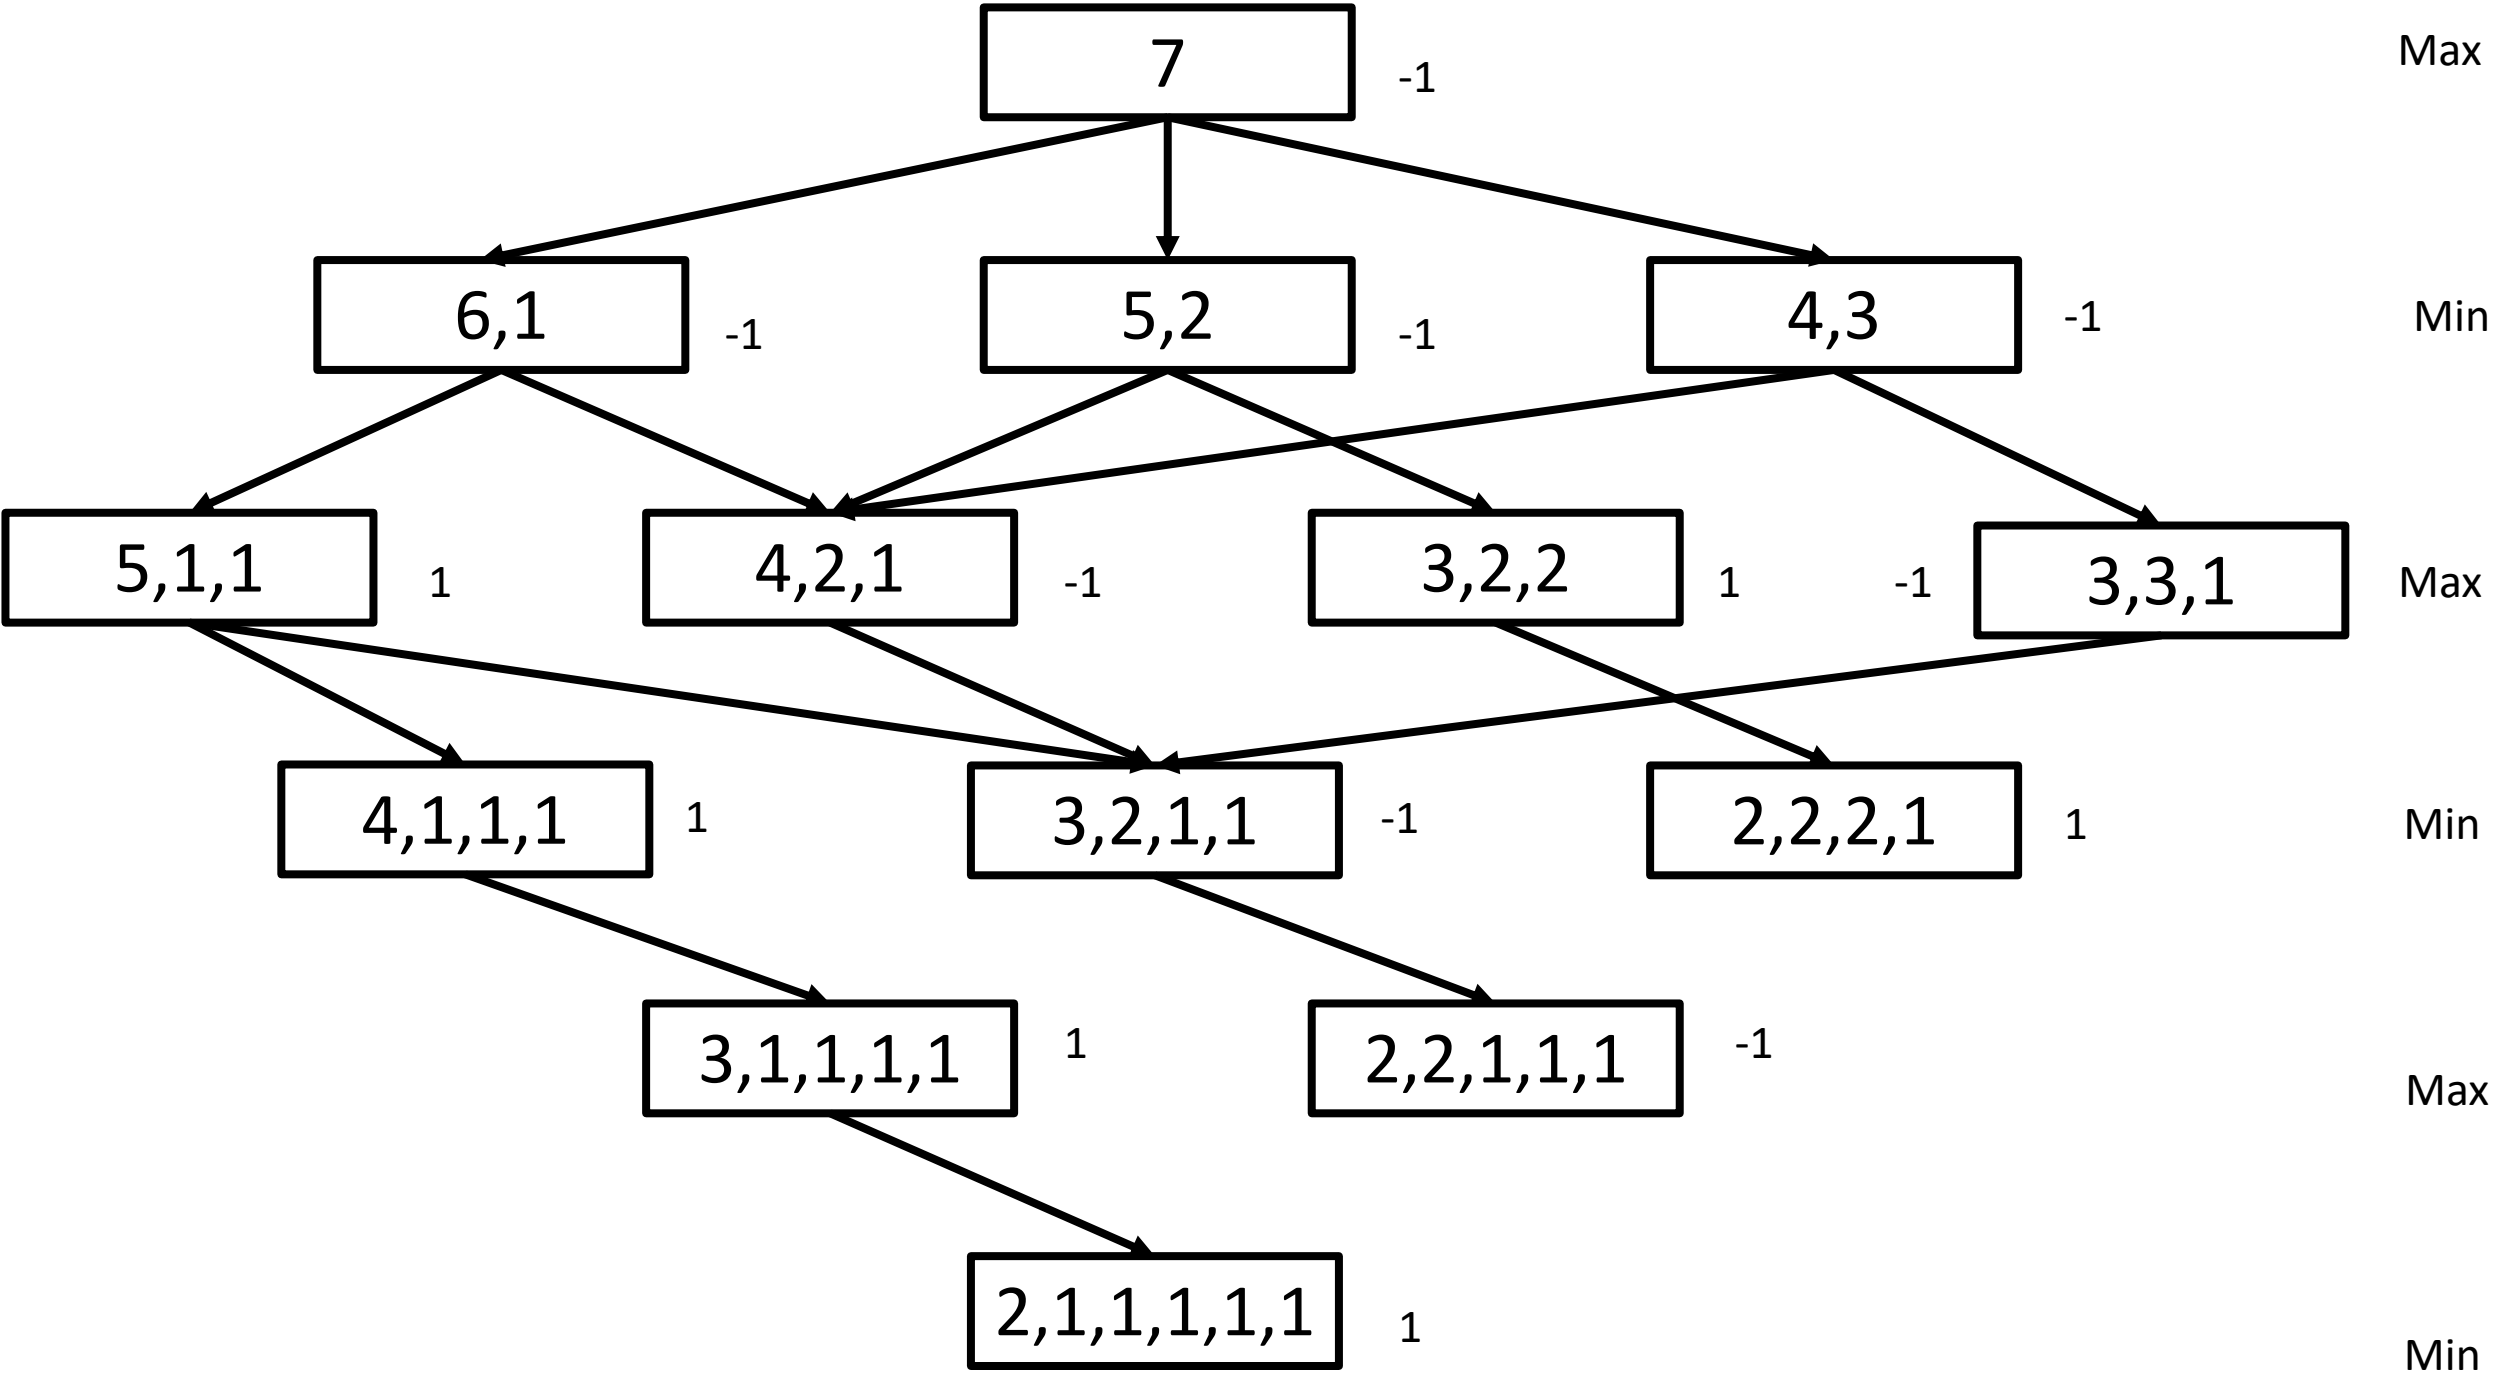 7 -1 Max
6,1 -1 5,2 -1 4,3 -1 Min
5,1,1 1 4,2,1 -1 3,2,2 1 -1 3,3,1 Max
4,1,1,1 1 3,2,1,1 -1 2,2,2,1 1 Min
3,1,1,1,1 1 2,2,1,1,1 -1 Max
2,1,1,1,1,1 1 Min